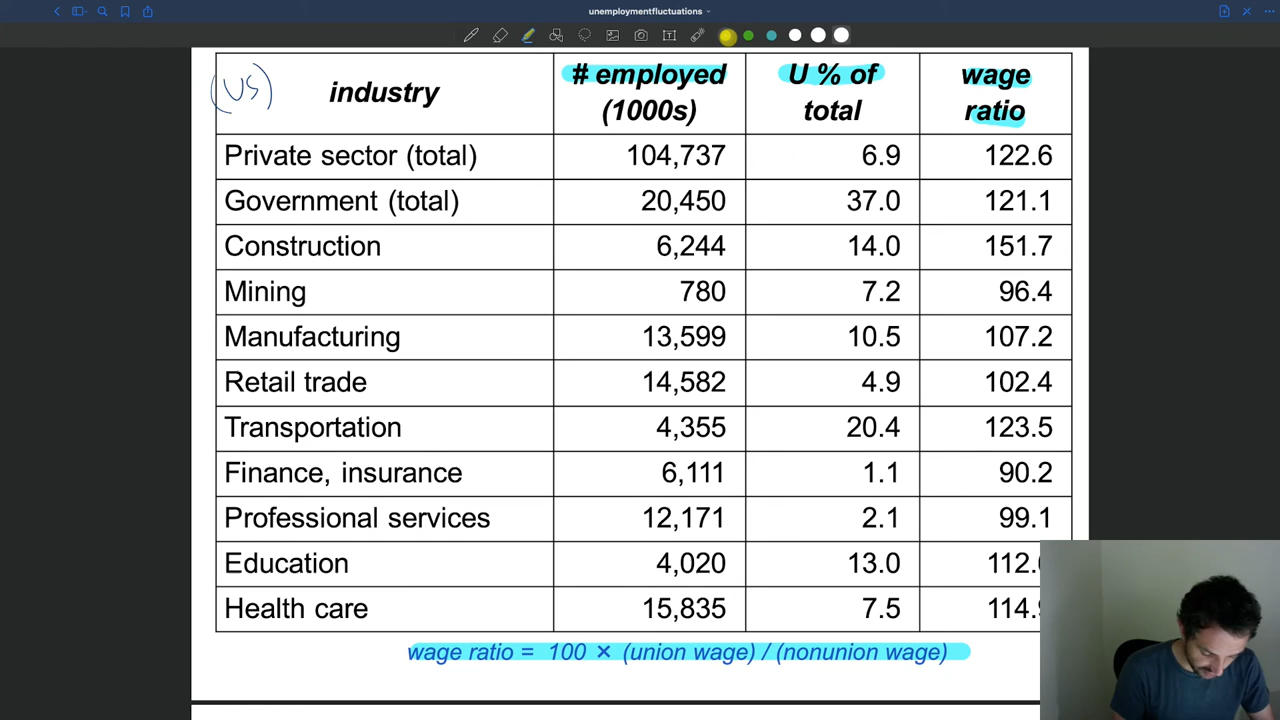 unemploymentfluctuations
(US) industry # employed (1000s) U % of total wage ratio
Private sector (total) 104,737 6.9 122.6
Government (total) 20,450 37.0 121.1
Construction 6,244 14.0 151.7
Mining 780 7.2 96.4
Manufacturing 13,599 10.5 107.2
Retail trade 14,582 4.9 102.4
Transportation 4,355 20.4 123.5
Finance, insurance 6,111 1.1 90.2
Professional services 12,171 2.1 99.1
Education 4,020 13.0 112.
Health care 15,835 7.5 114.
wage ratio = 100 × (union wage) / (nonunion wage)